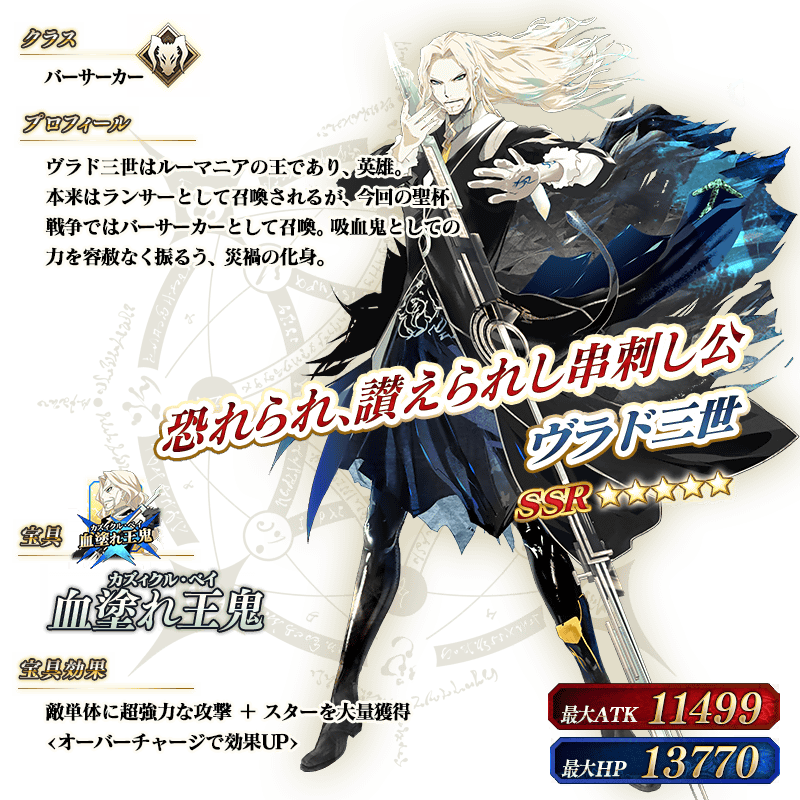 クラス
バーサーカー
プロフィール
ヴラド三世はルーマニアの王であり、英雄。
本来はランサーとして召喚されるが、今回の聖杯
戦争ではバーサーカーとして召喚。吸血鬼としての
力を容赦なく振るう、災禍の化身。
恐れられ、讃えられし串刺し公
ヴラド三世
SSR ☆☆☆☆☆
宝具
カズィクル・ベイ
血塗れ王鬼
カズィクル・ベイ
血塗れ王鬼
宝具効果
敵単体に超強力な攻撃 ＋ スターを大量獲得
<オーバーチャージで効果UP>
最大ATK 11499
最大HP 13770